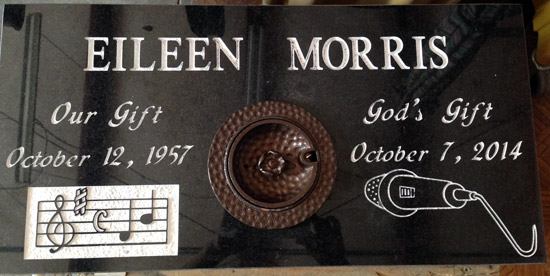 EILEEN MORRIS
Our Gift God's Gift
October 12, 1957 October 7, 2014